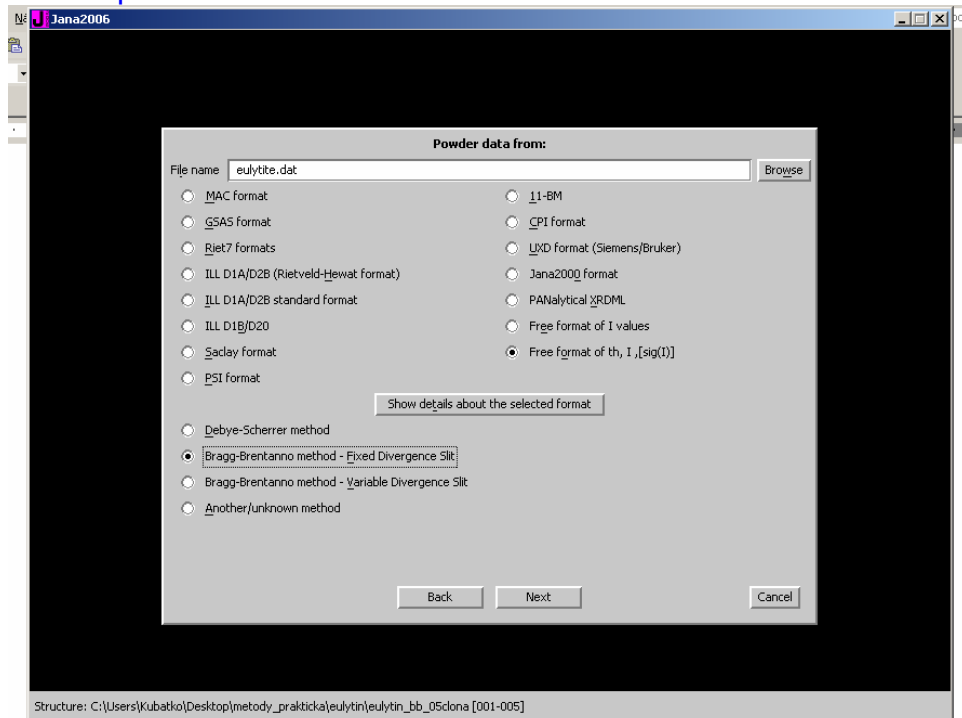 Ná
Jana2006
Powder data from:
File name eulytite.dat Browse
MAC format
GSAS format
Riet7 formats
ILL D1A/D2B (Rietveld-Hewat format)
ILL D1A/D2B standard format
ILL D1B/D20
Saclay format
PSI format
11-BM
CPI format
UXD format (Siemens/Bruker)
Jana2000 format
PANalytical XRDML
Free format of I values
Free format of th, I ,[sig(I)]
Show details about the selected format
Debye-Scherrer method
Bragg-Brentanno method - Fixed Divergence Slit
Bragg-Brentanno method - Variable Divergence Slit
Another/unknown method
Back Next Cancel
Structure: C:\Users\Kubatko\Desktop\metody_prakticka\eulytin\eulytin_bb_05clona [001-005]